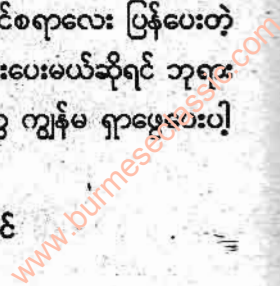 င်စရာလေး ပြန်ပေးတဲ့
းပေးမယ်ဆိုရင် ဘုရား
ကျွန်မ ရှာဖွေပေးပါ့
င်
www.burmeseclassic.com